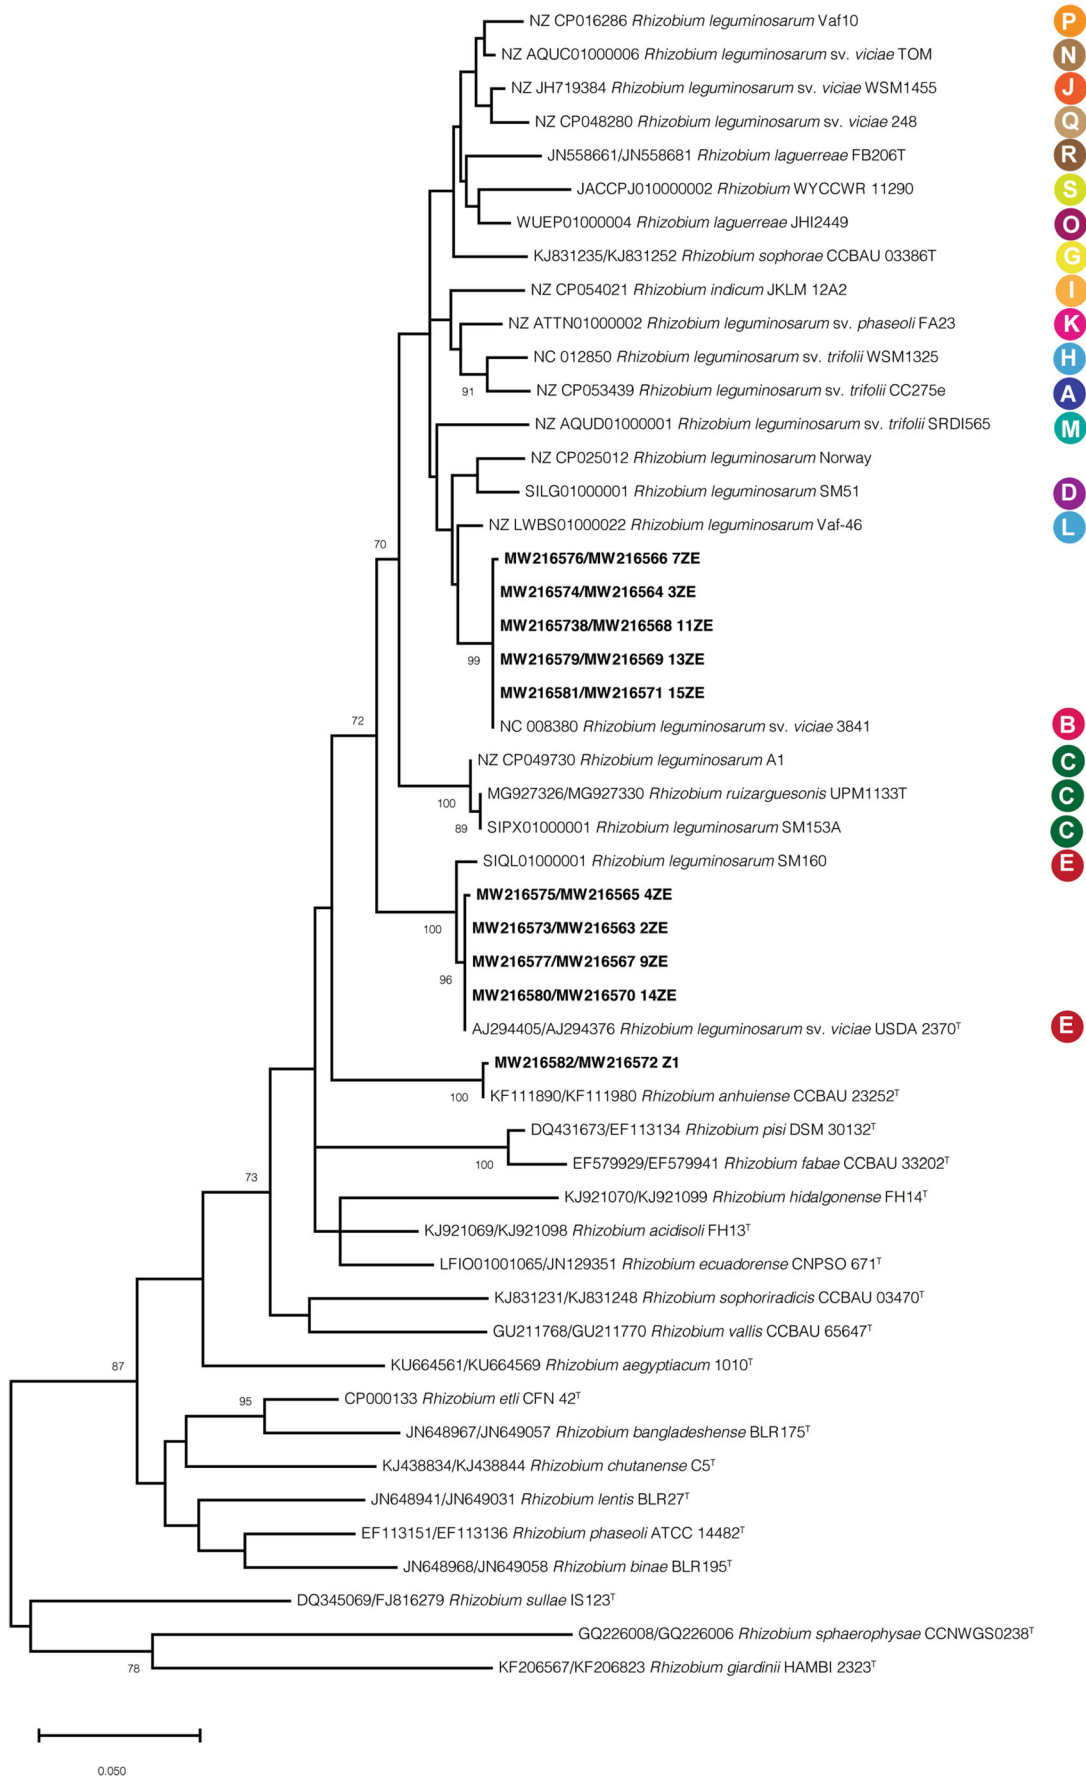 NZ CP016286 Rhizobium leguminosarum Vaf10 P
NZ AQUC01000006 Rhizobium leguminosarum sv. viciae TOM N
NZ JH719384 Rhizobium leguminosarum sv. viciae WSM1455 J
NZ CP048280 Rhizobium leguminosarum sv. viciae 248 Q
JN558661/JN558681 Rhizobium laguerreae FB206T R
JACCPJ010000002 Rhizobium WYCCWR 11290 S
WUEP01000004 Rhizobium laguerreae JHI2449 O
KJ831235/KJ831252 Rhizobium sophorae CCBAU 03386T G
NZ CP054021 Rhizobium indicum JKLM 12A2 I
NZ ATTN01000002 Rhizobium leguminosarum sv. phaseoli FA23 K
NC 012850 Rhizobium leguminosarum sv. trifolii WSM1325 H
91 NZ CP053439 Rhizobium leguminosarum sv. trifolii CC275e A
NZ AQUD01000001 Rhizobium leguminosarum sv. trifolii SRDI565 M
NZ CP025012 Rhizobium leguminosarum Norway
SILG01000001 Rhizobium leguminosarum SM51 D
NZ LWBS01000022 Rhizobium leguminosarum Vaf-46 L
70
MW216576/MW216566 7ZE
MW216574/MW216564 3ZE
MW2165738/MW216568 11ZE
99 MW216579/MW216569 13ZE
MW216581/MW216571 15ZE
72
NC 008380 Rhizobium leguminosarum sv. viciae 3841 B
NZ CP049730 Rhizobium leguminosarum A1 C
100 MG927326/MG927330 Rhizobium ruizarguesonis UPM1133T C
89 SIPX01000001 Rhizobium leguminosarum SM153A C
SIQL01000001 Rhizobium leguminosarum SM160 E
MW216575/MW216565 4ZE
100 MW216573/MW216563 2ZE
MW216577/MW216567 9ZE
96
MW216580/MW216570 14ZE
AJ294405/AJ294376 Rhizobium leguminosarum sv. viciae USDA 2370T E
MW216582/MW216572 Z1
100 KF111890/KF111980 Rhizobium anhuiense CCBAU 23252T
DQ431673/EF113134 Rhizobium pisi DSM 30132T
100 EF579929/EF579941 Rhizobium fabae CCBAU 33202T
73
KJ921070/KJ921099 Rhizobium hidalgonense FH14T
KJ921069/KJ921098 Rhizobium acidisoli FH13T
LFIO01001065/JN129351 Rhizobium ecuadorense CNPSO 671T
KJ831231/KJ831248 Rhizobium sophoriradicis CCBAU 03470T
GU211768/GU211770 Rhizobium vallis CCBAU 65647T
87 KU664561/KU664569 Rhizobium aegyptiacum 1010T
95 CP000133 Rhizobium etli CFN 42T
JN648967/JN649057 Rhizobium bangladeshense BLR175T
KJ438834/KJ438844 Rhizobium chutanense C5T
JN648941/JN649031 Rhizobium lentis BLR27T
EF113151/EF113136 Rhizobium phaseoli ATCC 14482T
JN648968/JN649058 Rhizobium binae BLR195T
DQ345069/FJ816279 Rhizobium sullae IS123T
GQ226008/GQ226006 Rhizobium sphaerophysae CCNWGS0238T
78 KF206567/KF206823 Rhizobium giardinii HAMBI 2323T
0.050